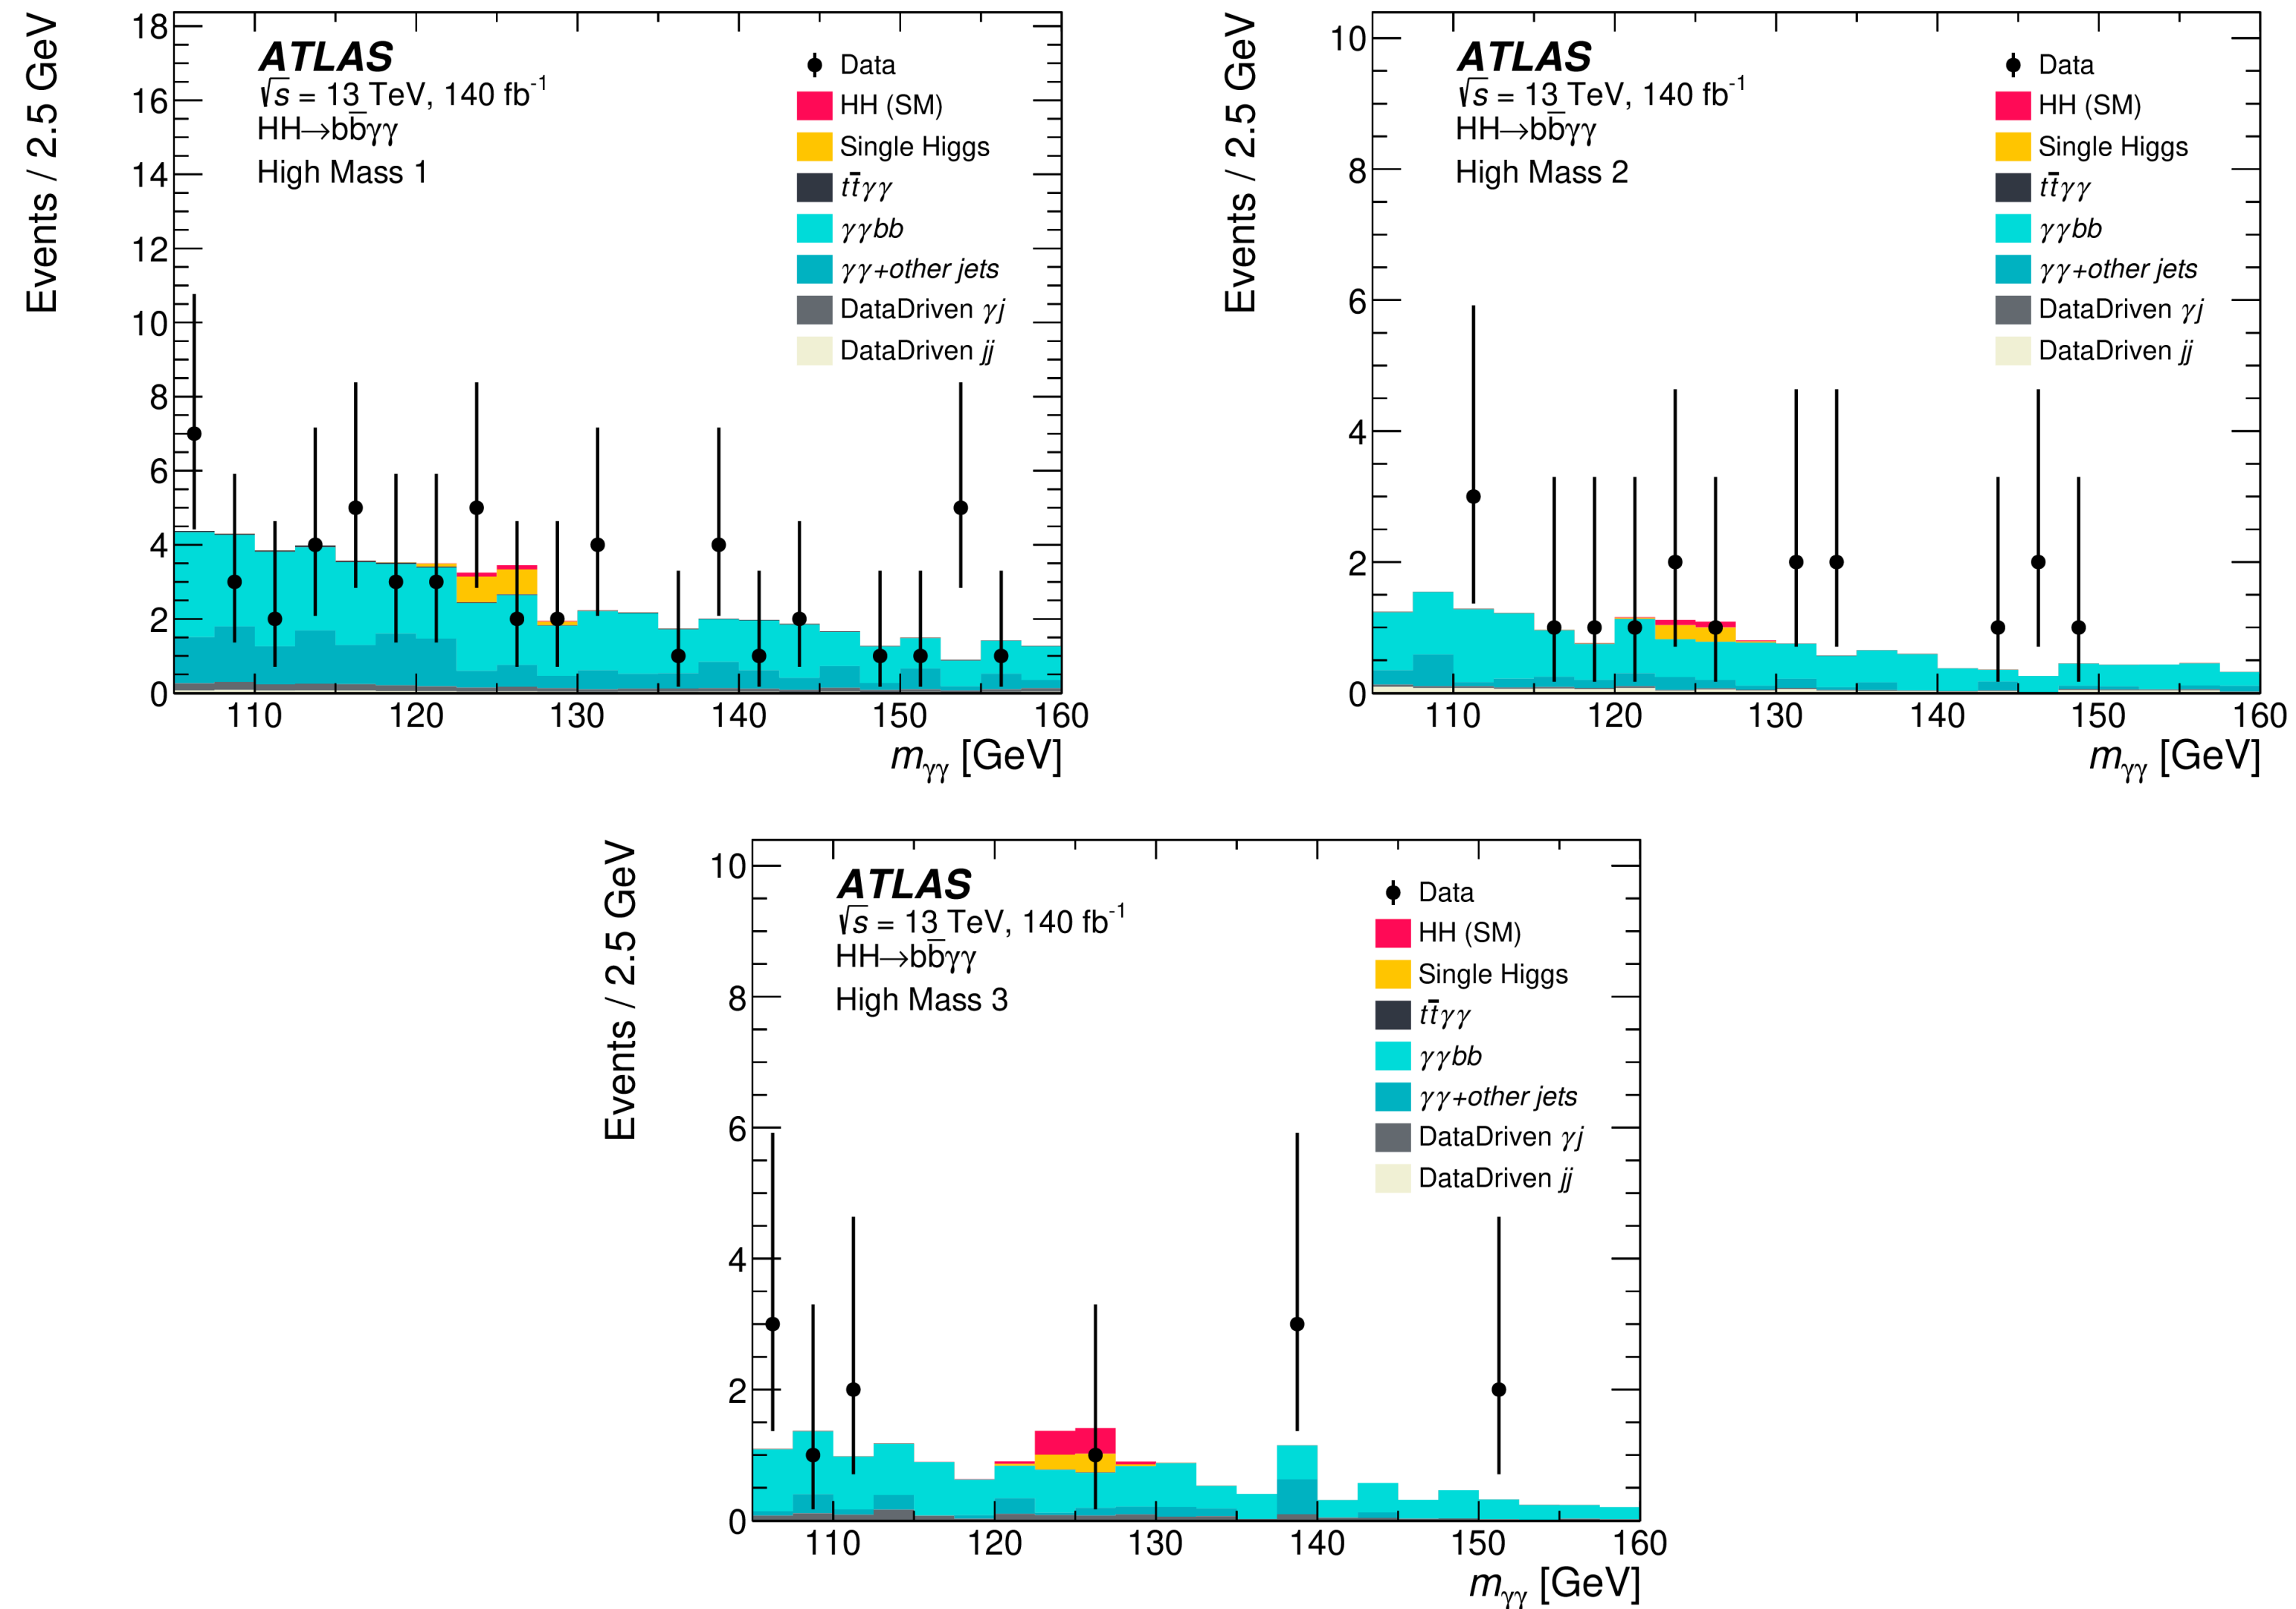 Events / 2.5 GeV
18
16
14
12
10
8
6
4
2
0
ATLAS
√s = 13 TeV, 140 fb⁻¹
HH→bb̅γγ
High Mass 1
Data
HH (SM)
Single Higgs
tt̅γγ
γγbb
γγ+other jets
DataDriven γj
DataDriven jj
110 120 130 140 150 160
m_γγ [GeV]
Events / 2.5 GeV
10
8
6
4
2
0
ATLAS
√s = 13 TeV, 140 fb⁻¹
HH→bb̅γγ
High Mass 2
Data
HH (SM)
Single Higgs
tt̅γγ
γγbb
γγ+other jets
DataDriven γj
DataDriven jj
110 120 130 140 150 160
m_γγ [GeV]
Events / 2.5 GeV
10
8
6
4
2
0
ATLAS
√s = 13 TeV, 140 fb⁻¹
HH→bb̅γγ
High Mass 3
Data
HH (SM)
Single Higgs
tt̅γγ
γγbb
γγ+other jets
DataDriven γj
DataDriven jj
110 120 130 140 150 160
m_γγ [GeV]